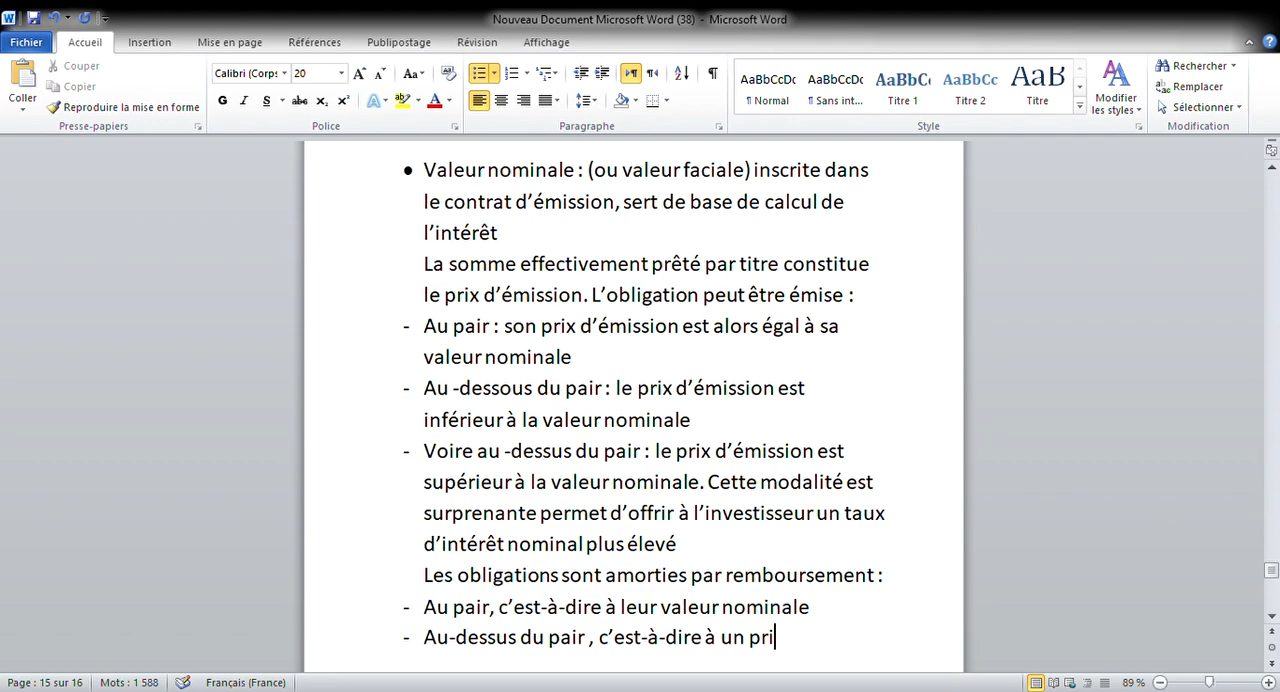 Nouveau Document Microsoft Word (38) - Microsoft Word
Fichier Accueil Insertion Mise en page Références Publipostage Révision Affichage
Coller
Couper
Copier
Reproduire la mise en forme
Presse-papiers
Calibri (Corps 20
Police
Paragraphe
AaBbCcDc AaBbCcDc AaBbC AaBbCc AaB
¶ Normal ¶ Sans int... Titre 1 Titre 2 Titre
Style
Modifier
les styles
Rechercher
Remplacer
Sélectionner
Modification
• Valeur nominale : (ou valeur faciale) inscrite dans
le contrat d’émission, sert de base de calcul de
l’intérêt
La somme effectivement prêté par titre constitue
le prix d’émission. L’obligation peut être émise :
- Au pair : son prix d’émission est alors égal à sa
valeur nominale
- Au -dessous du pair : le prix d’émission est
inférieur à la valeur nominale
- Voire au -dessus du pair : le prix d’émission est
supérieur à la valeur nominale. Cette modalité est
surprenante permet d’offrir à l’investisseur un taux
d’intérêt nominal plus élevé
Les obligations sont amorties par remboursement :
- Au pair, c’est-à-dire à leur valeur nominale
- Au-dessus du pair , c’est-à-dire à un pri
Page : 15 sur 16 Mots : 1 588 Français (France) 89 %